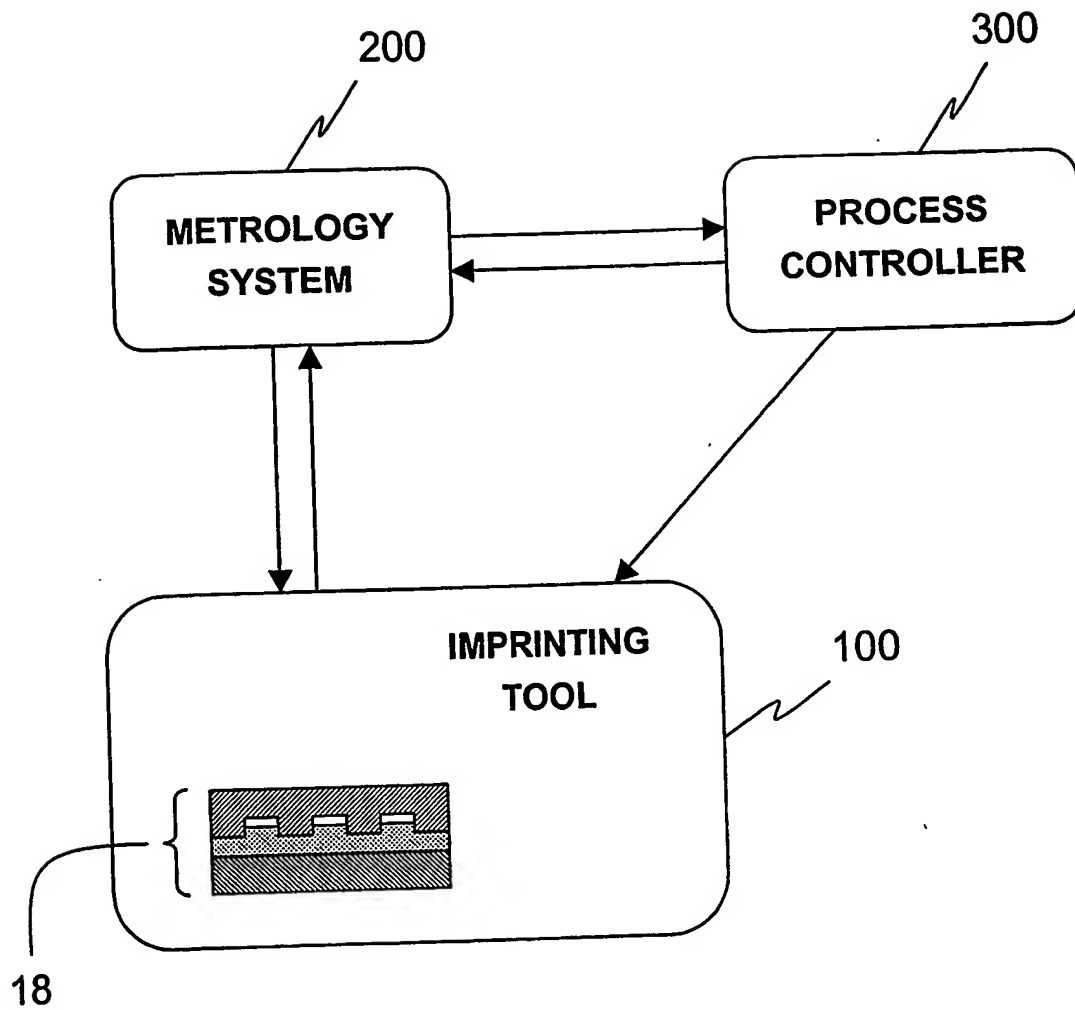 200
300
METROLOGY
SYSTEM
PROCESS
CONTROLLER
IMPRINTING
TOOL
100
18